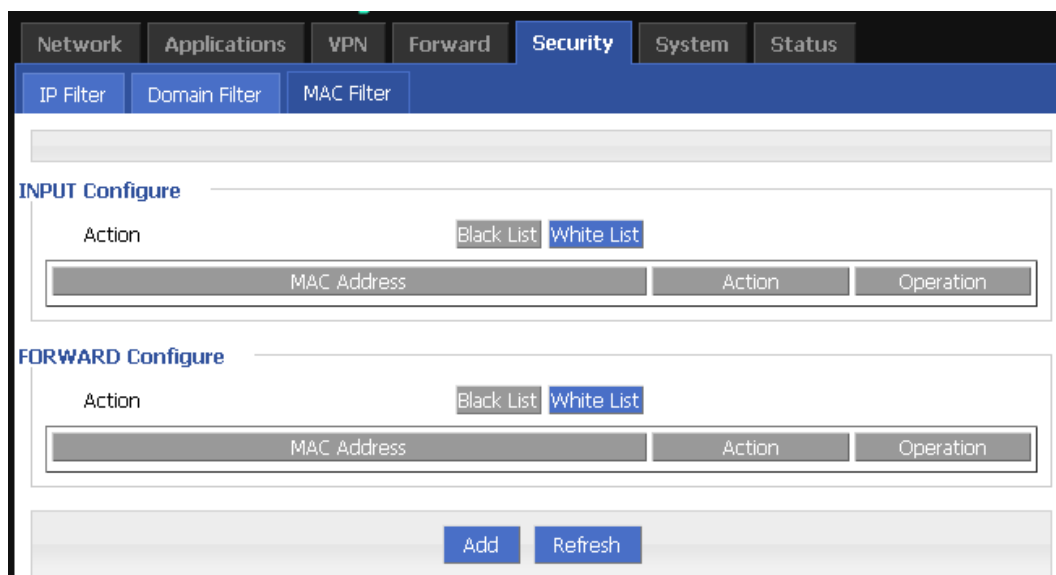 Network Applications VPN Forward Security System Status
IP Filter Domain Filter MAC Filter
INPUT Configure
Action Black List White List
MAC Address Action Operation
FORWARD Configure
Action Black List White List
MAC Address Action Operation
Add Refresh